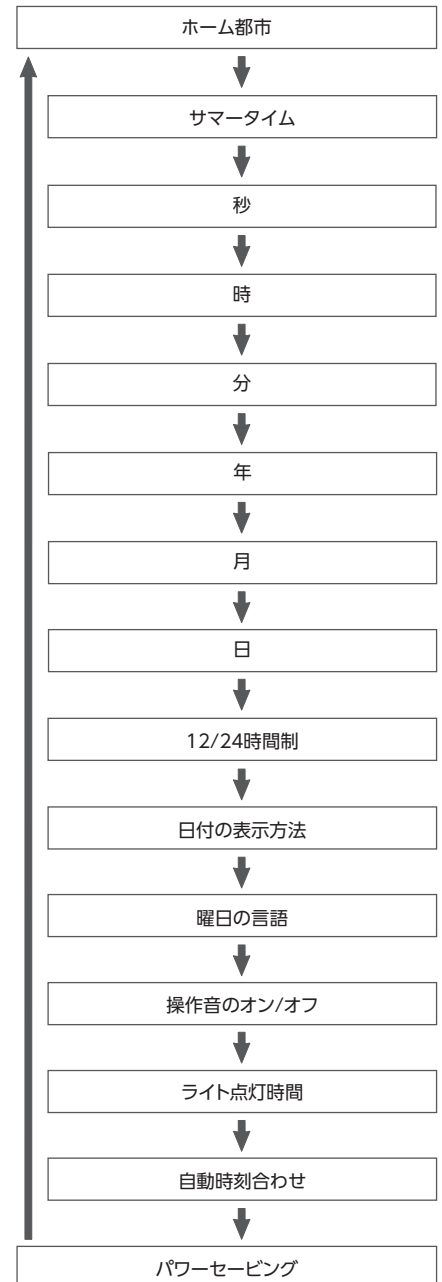 ホーム都市
サマータイム
秒
時
分
年
月
日
12/24時間制
日付の表示方法
曜日の言語
操作音のオン/オフ
ライト点灯時間
自動時刻合わせ
パワーセービング